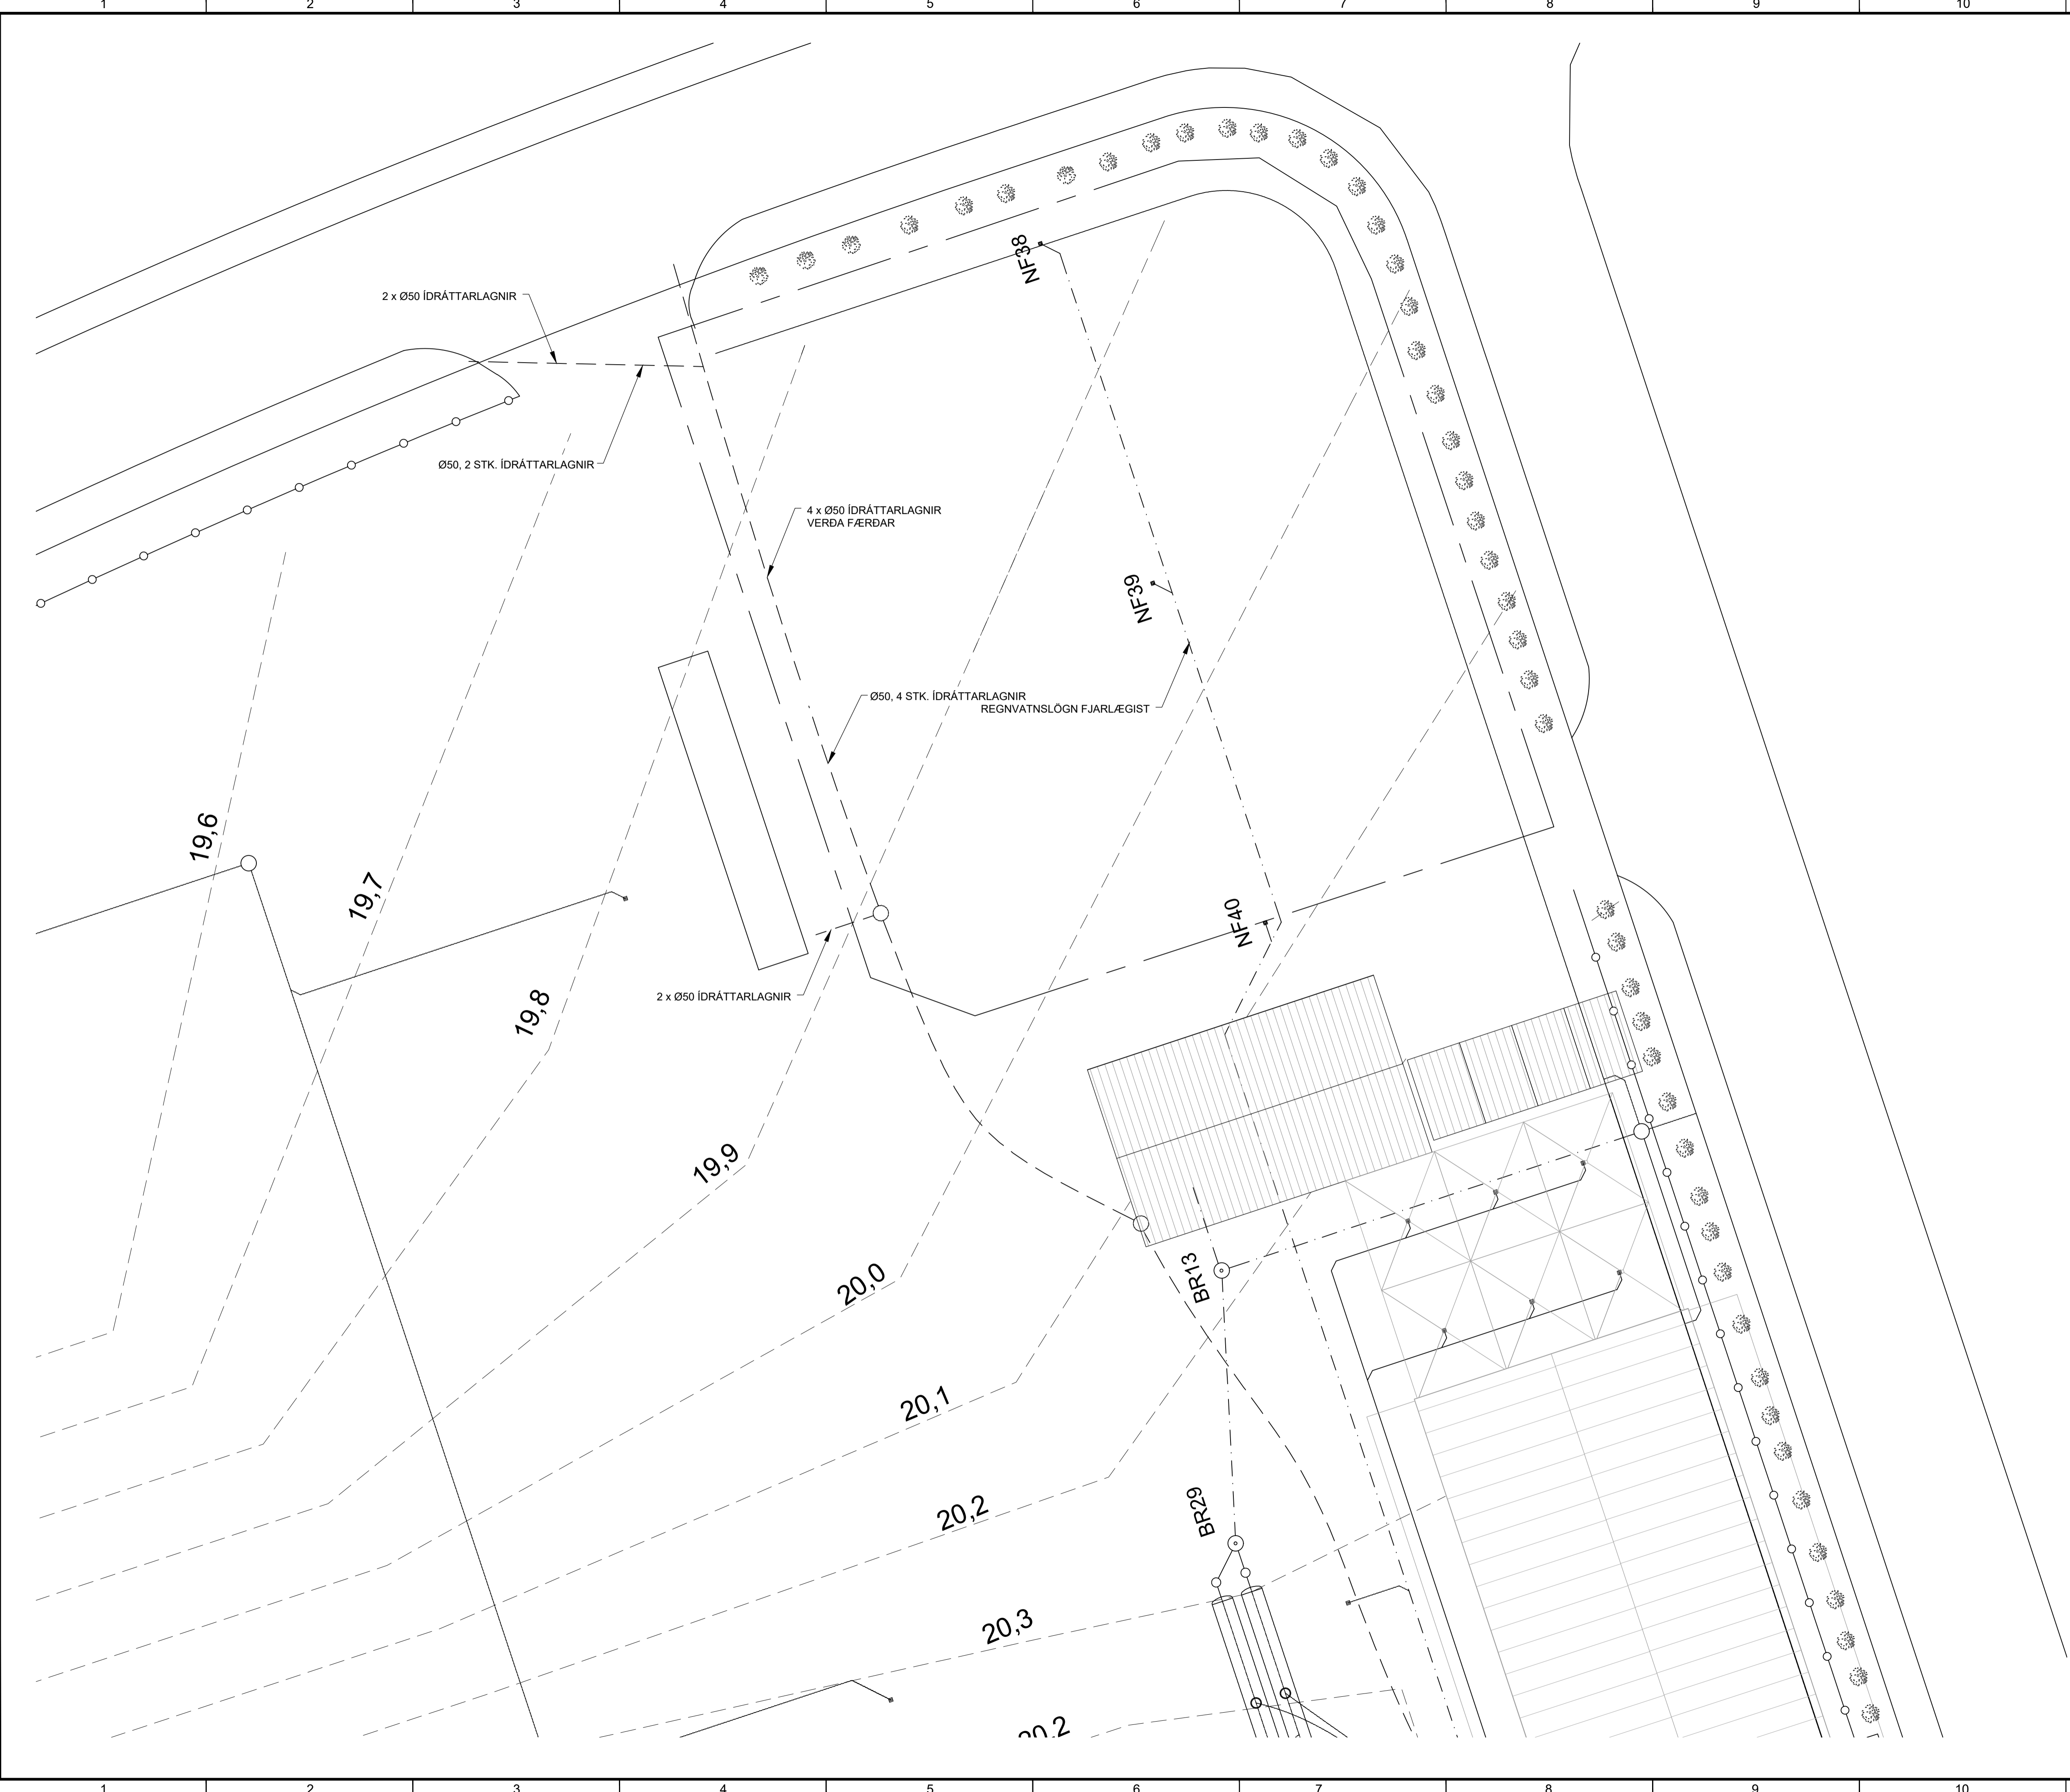 1 2 3 4 5 6 7 8 9 10
NF38
2 x Ø50 ÍDRÁTTARLAGNIR
Ø50, 2 STK. ÍDRÁTTARLAGNIR
4 x Ø50 ÍDRÁTTARLAGNIR
VERÐA FÆRÐAR
NF39
Ø50, 4 STK. ÍDRÁTTARLAGNIR
REGNVATNSLÖGN FJARLÆGIST
19,6
19,7
NF40
2 x Ø50 ÍDRÁTTARLAGNIR
19,8
19,9
20,0
BR13
20,1
20,2
BR29
20,3
20,2
1 2 3 4 5 6 7 8 9 10